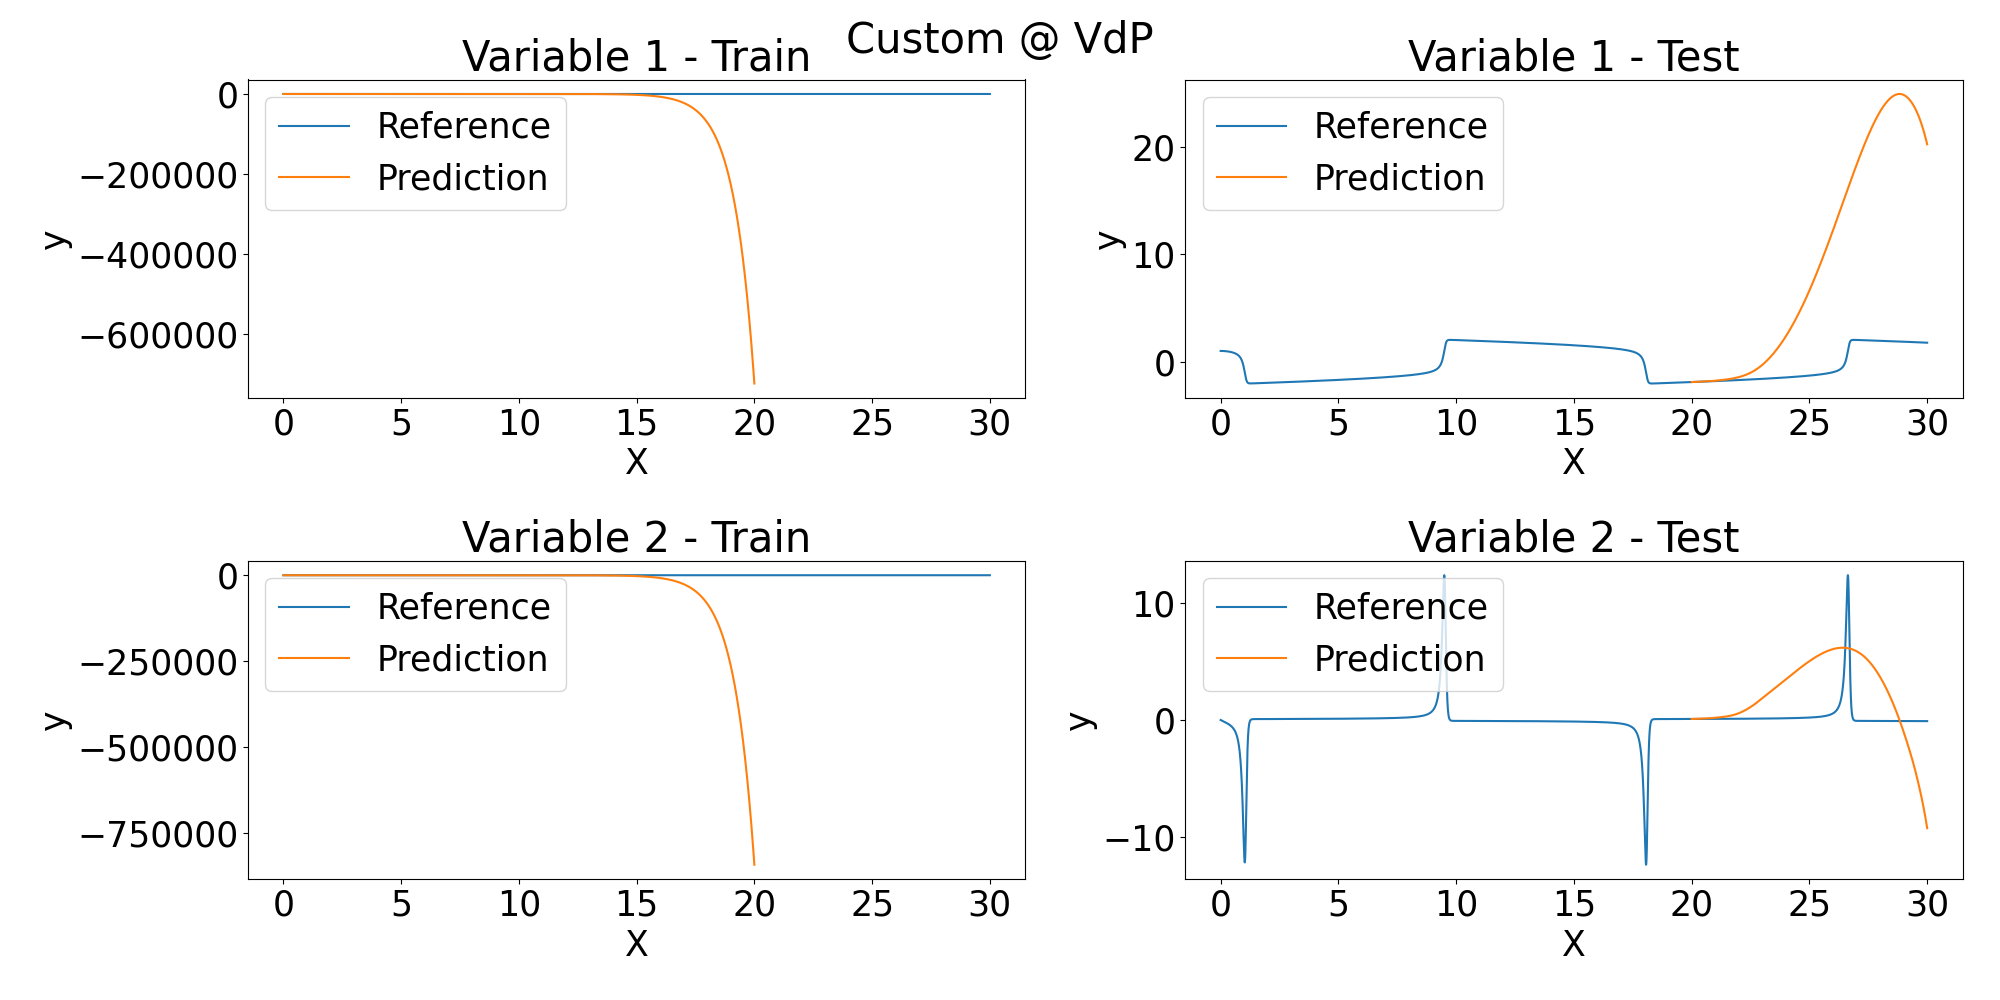 Custom @ VdP
Variable 1 - Train
0
−200000
−400000
−600000
y
Reference
Prediction
0 5 10 15 20 25 30
X
Variable 1 - Test
20
10
0
y
Reference
Prediction
0 5 10 15 20 25 30
X
Variable 2 - Train
0
−250000
−500000
−750000
y
Reference
Prediction
0 5 10 15 20 25 30
X
Variable 2 - Test
10
0
−10
y
Reference
Prediction
0 5 10 15 20 25 30
X